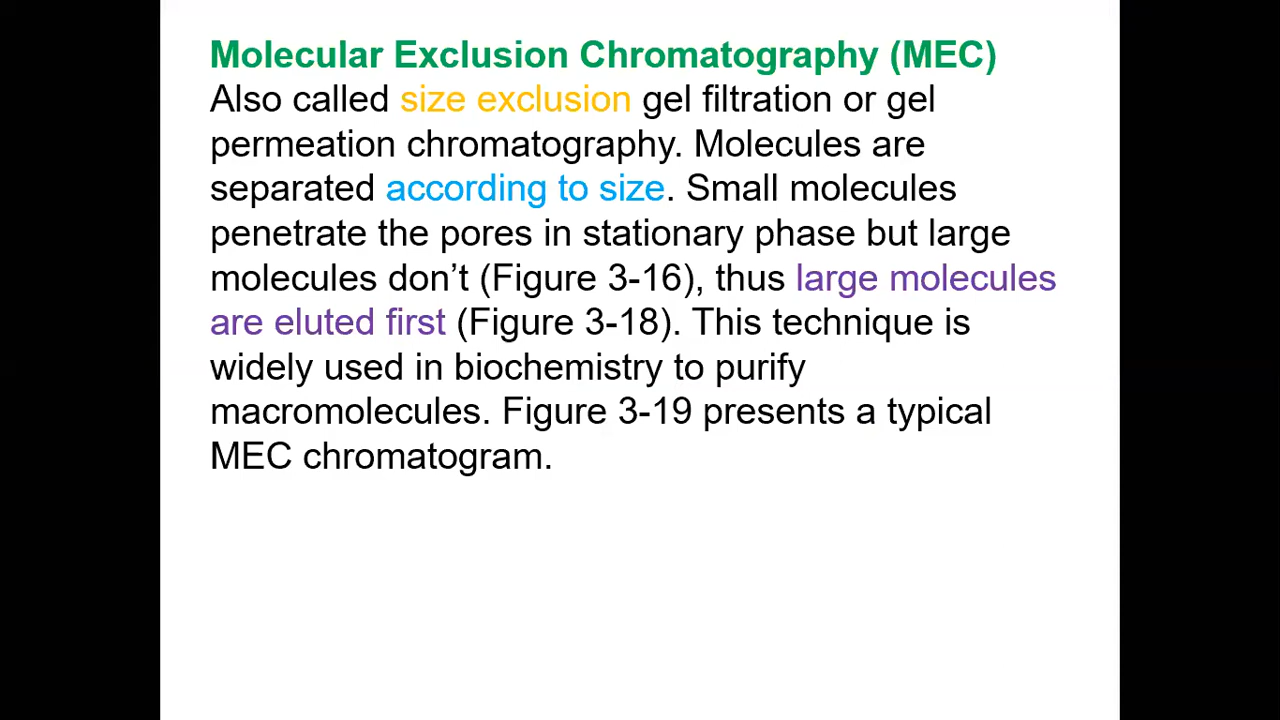 Molecular Exclusion Chromatography (MEC)
Also called size exclusion gel filtration or gel
permeation chromatography. Molecules are
separated according to size. Small molecules
penetrate the pores in stationary phase but large
molecules don’t (Figure 3-16), thus large molecules
are eluted first (Figure 3-18). This technique is
widely used in biochemistry to purify
macromolecules. Figure 3-19 presents a typical
MEC chromatogram.